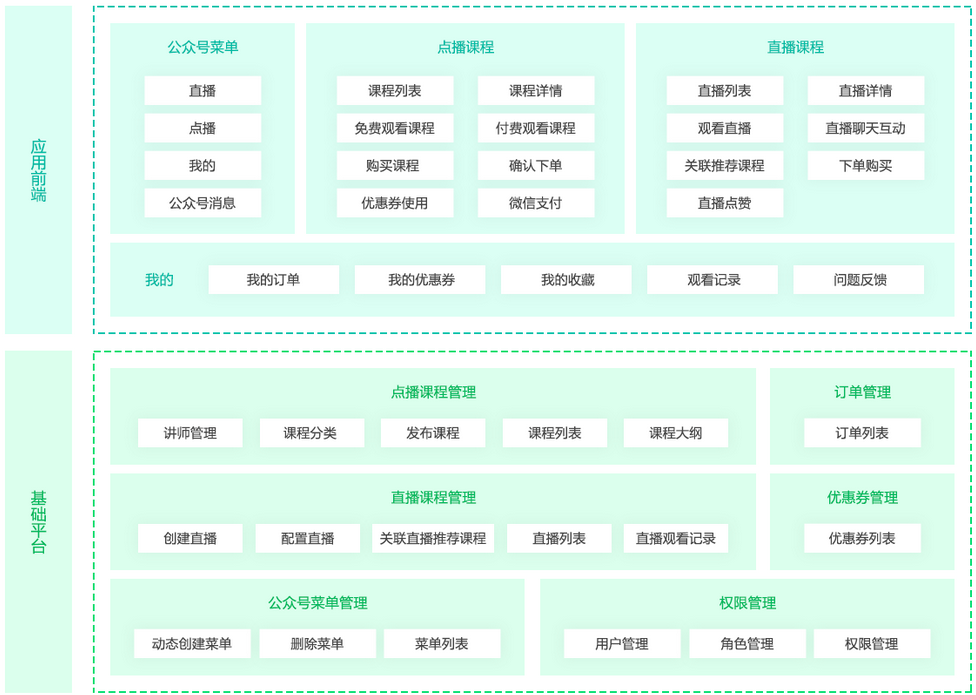 应用前端
公众号菜单
直播
点播
我的
公众号消息
点播课程
课程列表 课程详情
免费观看课程 付费观看课程
购买课程 确认下单
优惠券使用 微信支付
直播课程
直播列表 直播详情
观看直播 直播聊天互动
关联推荐课程 下单购买
直播点赞
我的 我的订单 我的优惠券 我的收藏 观看记录 问题反馈
基础平台
点播课程管理
讲师管理 课程分类 发布课程 课程列表 课程大纲
订单管理
订单列表
直播课程管理
创建直播 配置直播 关联直播推荐课程 直播列表 直播观看记录
优惠券管理
优惠券列表
公众号菜单管理
动态创建菜单 删除菜单 菜单列表
权限管理
用户管理 角色管理 权限管理